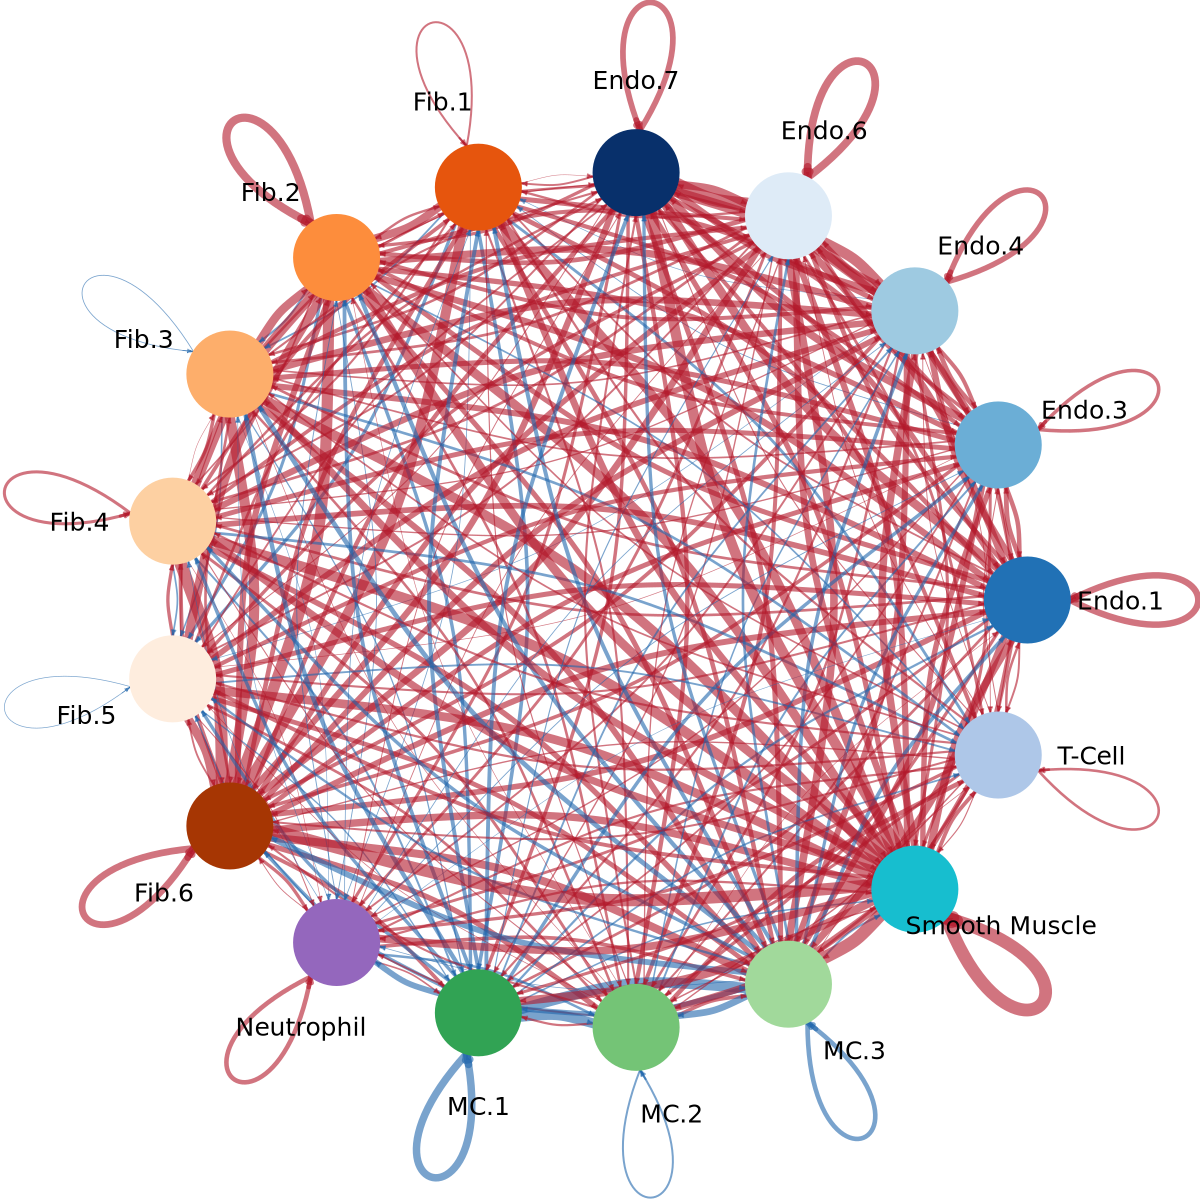 Endo.7
Fib.1
Endo.6
Fib.2
Endo.4
Fib.3
Endo.3
Fib.4
Endo.1
Fib.5
T-Cell
Fib.6
Smooth Muscle
Neutrophil
MC.3
MC.1
MC.2